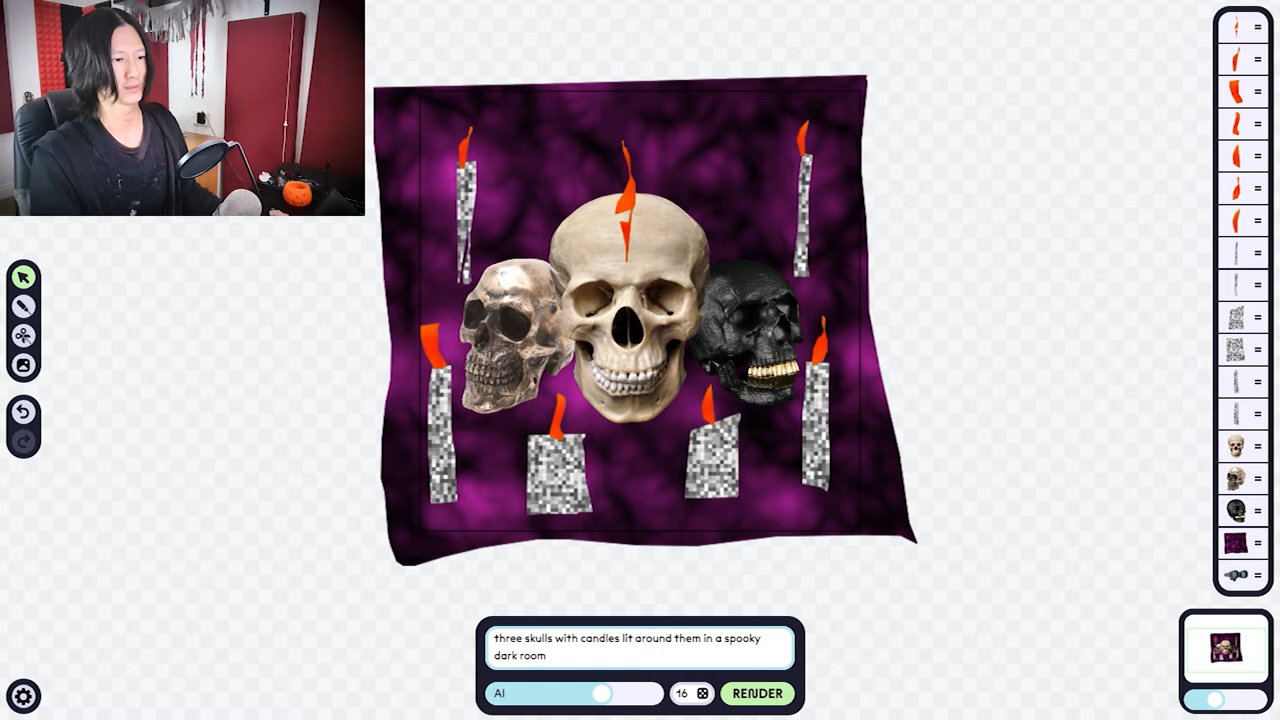 three skulls with candles lit around them in a spooky
dark room
AI
16
RENDER